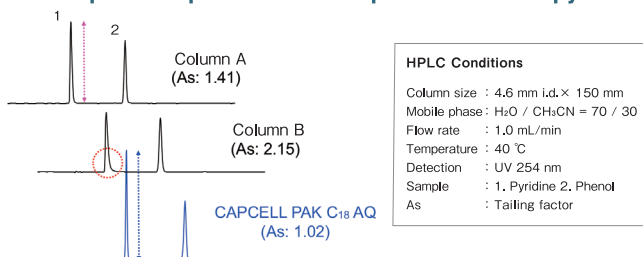 1
2
Column A
(As: 1.41)
Column B
(As: 2.15)
CAPCELL PAK C₁₈ AQ
(As: 1.02)
HPLC Conditions
Column size : 4.6 mm i.d. × 150 mm
Mobile phase : H₂O / CH₃CN = 70 / 30
Flow rate : 1.0 mL/min
Temperature : 40 ℃
Detection : UV 254 nm
Sample : 1. Pyridine 2. Phenol
As : Tailing factor